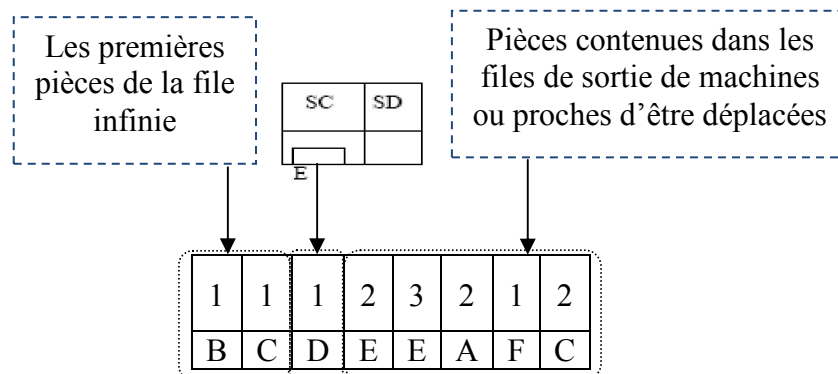 Les premières
pièces de la file
infinie
SC SD
E
Pièces contenues dans les
files de sortie de machines
ou proches d'être déplacées
1 1 1 2 3 2 1 2
B C D E E A F C